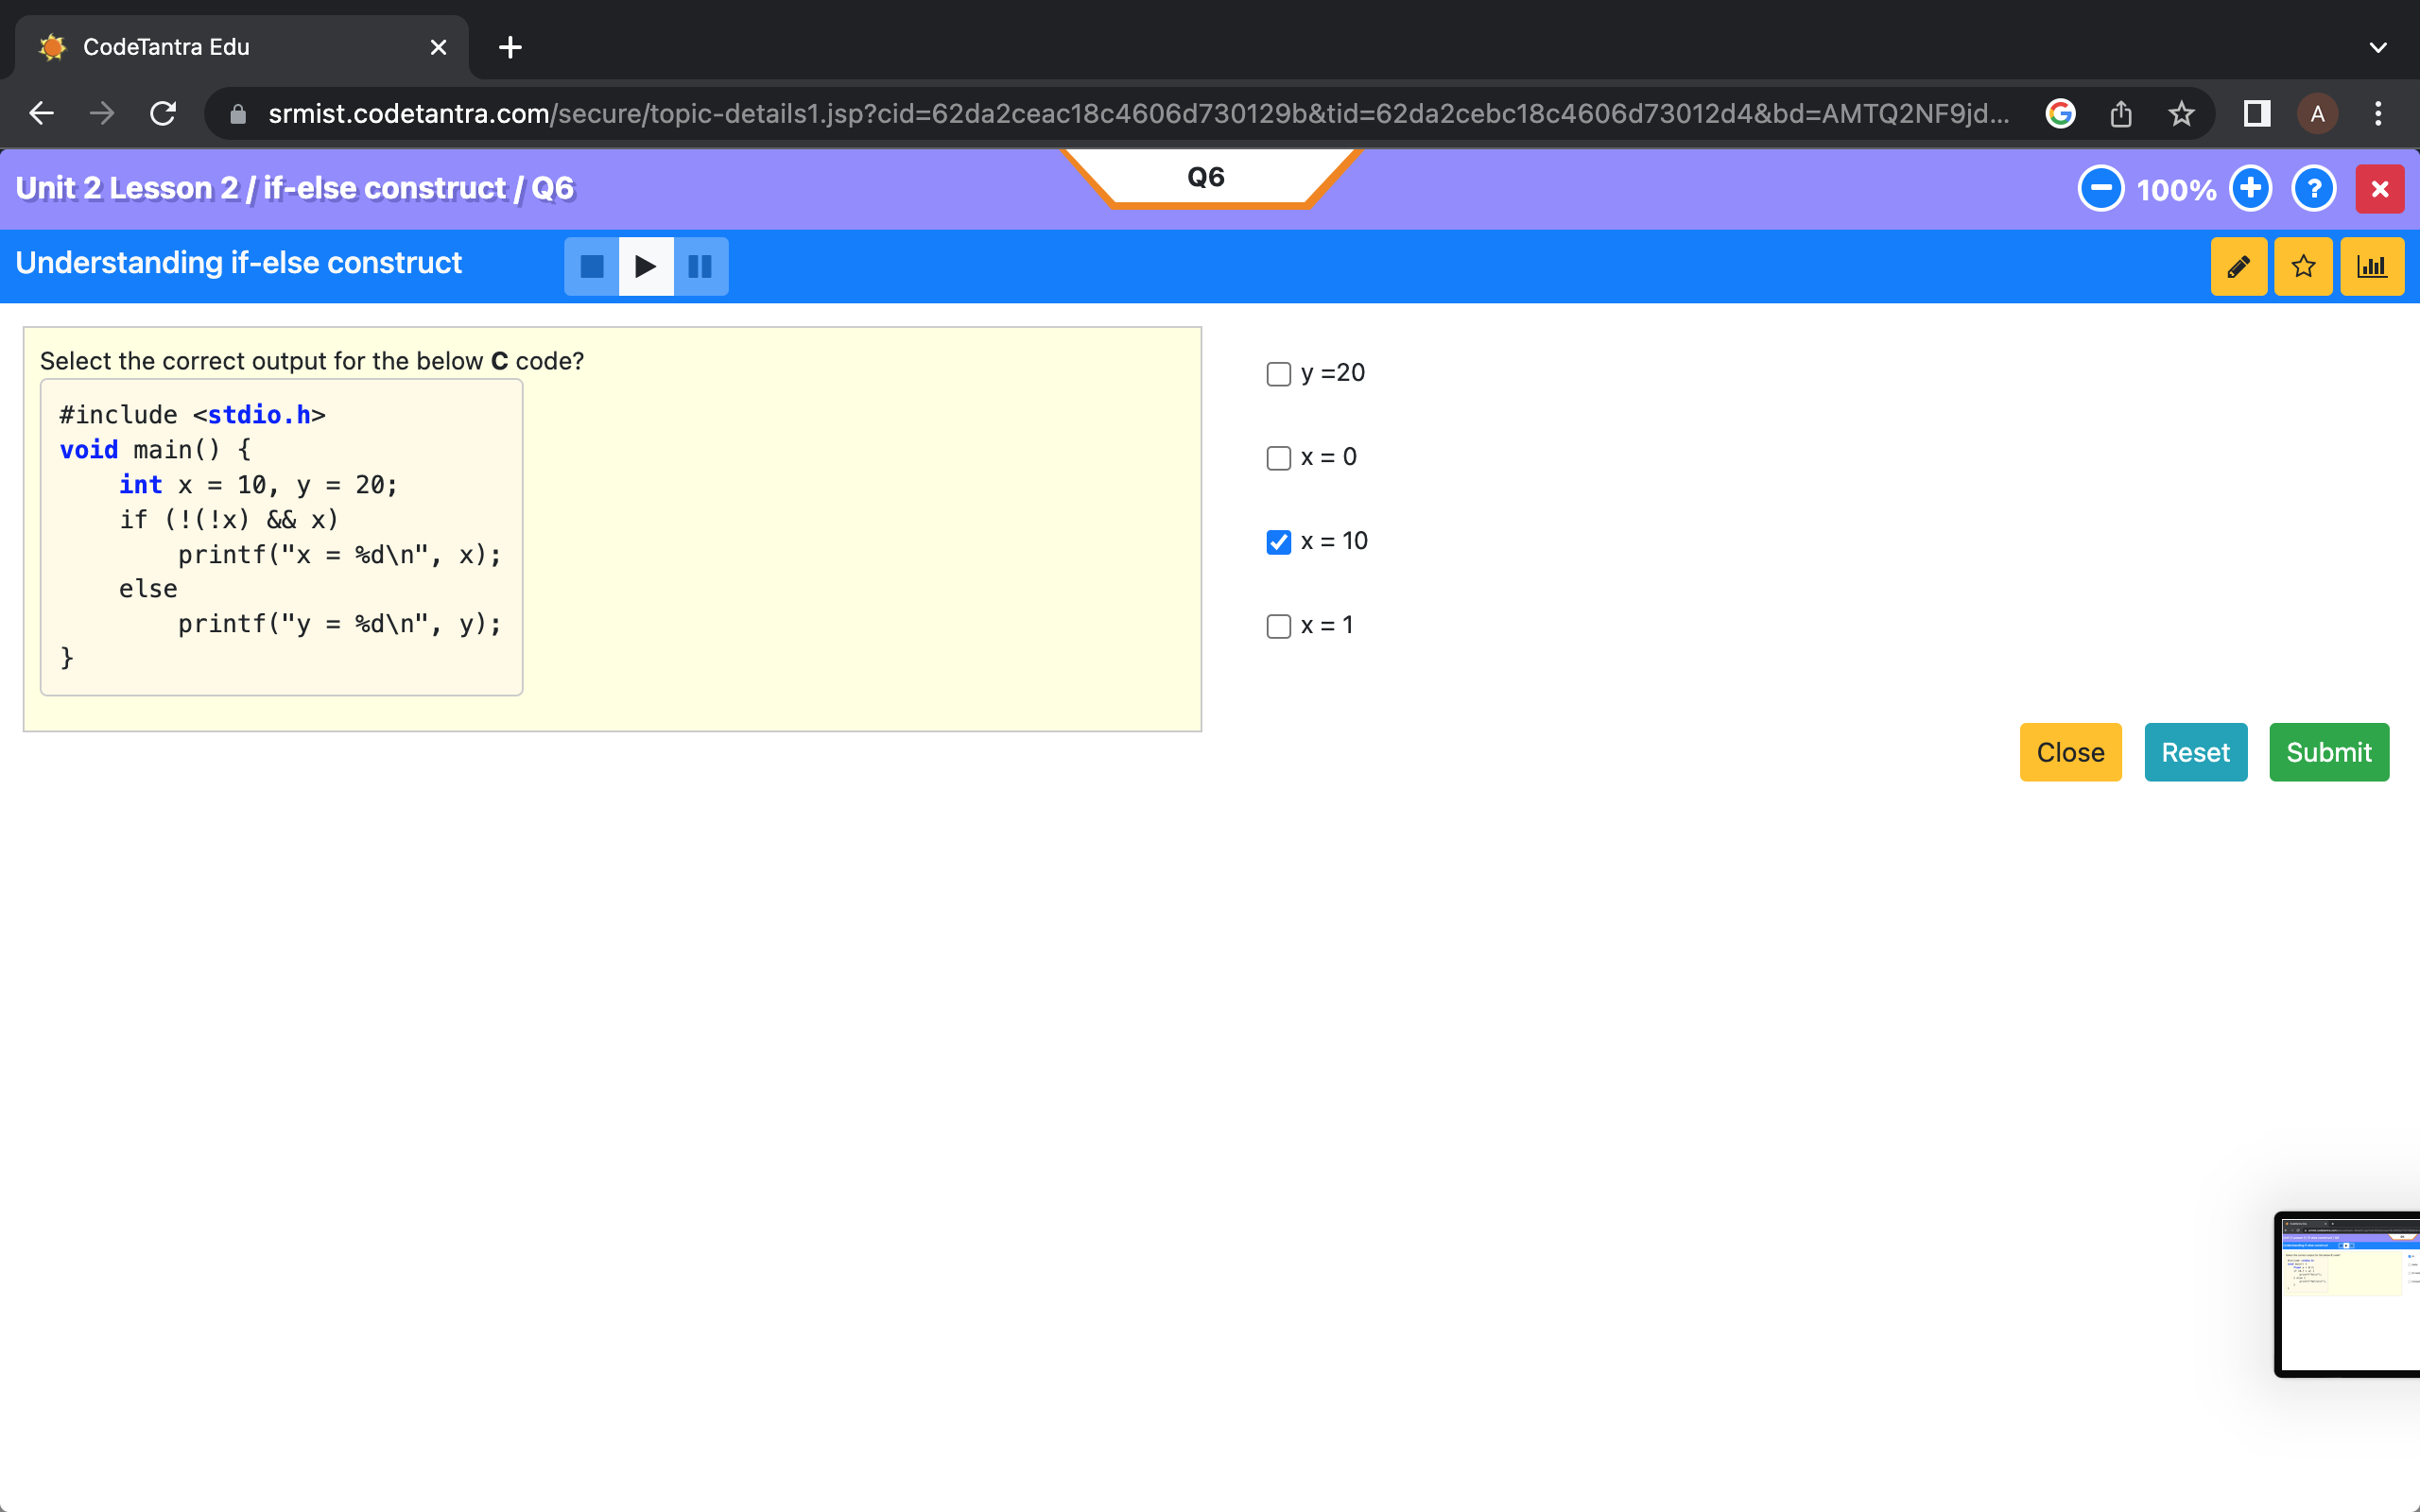 CodeTantra Edu
srmist.codetantra.com/secure/topic-details1.jsp?cid=62da2ceac18c4606d730129b&tid=62da2cebc18c4606d73012d4&bd=AMTQ2NF9jd...
A
Unit 2 Lesson 2 / if-else construct / Q6
Q6
100%
?
Understanding if-else construct
Select the correct output for the below C code?
#include <stdio.h>
void main() {
    int x = 10, y = 20;
    if (!(!x) && x)
        printf("x = %d\n", x);
    else
        printf("y = %d\n", y);
}
y =20
x = 0
x = 10
x = 1
Close
Reset
Submit